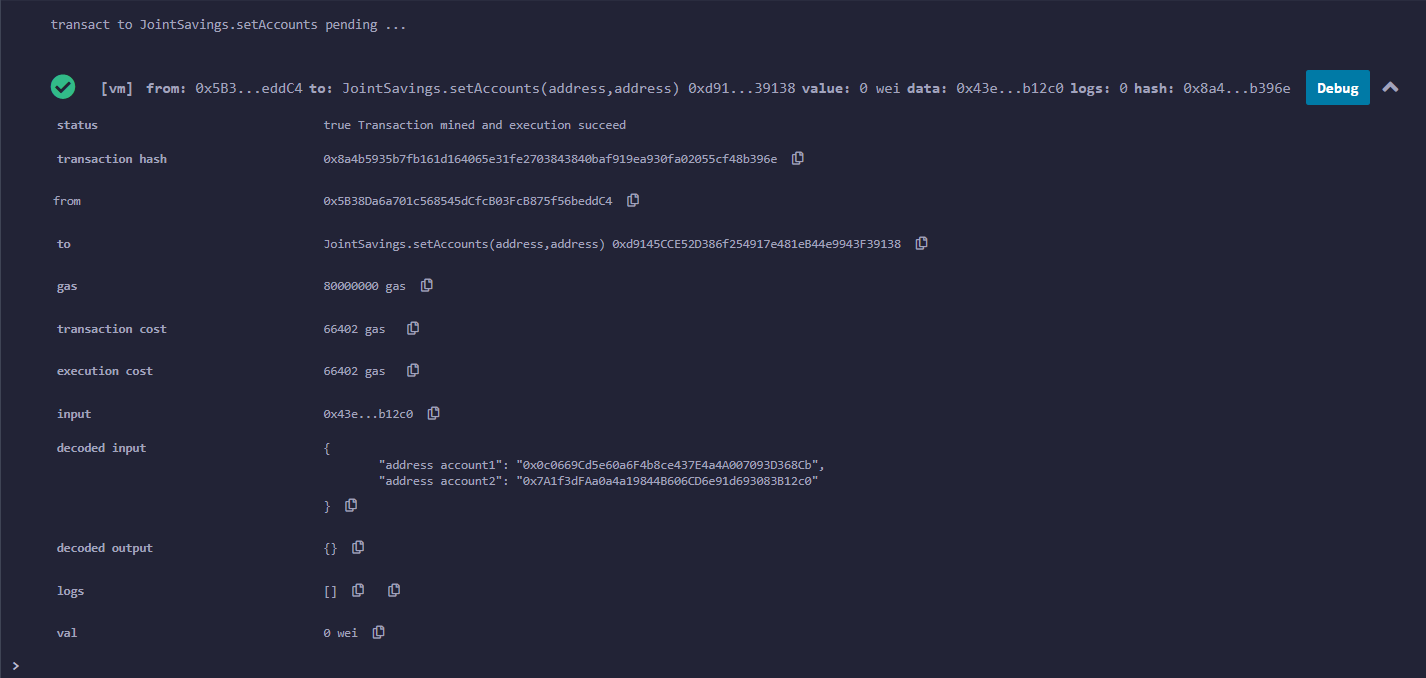 transact to JointSavings.setAccounts pending ...
[vm] from: 0x5B3...eddC4 to: JointSavings.setAccounts(address,address) 0xd91...39138 value: 0 wei data: 0x43e...b12c0 logs: 0 hash: 0x8a4...b396e Debug
status true Transaction mined and execution succeed
transaction hash 0x8a4b5935b7fb161d164065e31fe2703843840baf919ea930fa02055cf48b396e
from 0x5B38Da6a701c568545dCfcB03FcB875f56beddC4
to JointSavings.setAccounts(address,address) 0xd9145CCE52D386f254917e481eB44e9943F39138
gas 80000000 gas
transaction cost 66402 gas
execution cost 66402 gas
input 0x43e...b12c0
decoded input {
"address account1": "0x0c0669Cd5e60a6F4b8ce437E4a4A007093D368Cb",
"address account2": "0x7A1f3dFAa0a4a19844B606CD6e91d693083B12c0"
}
decoded output {}
logs []
val 0 wei
>